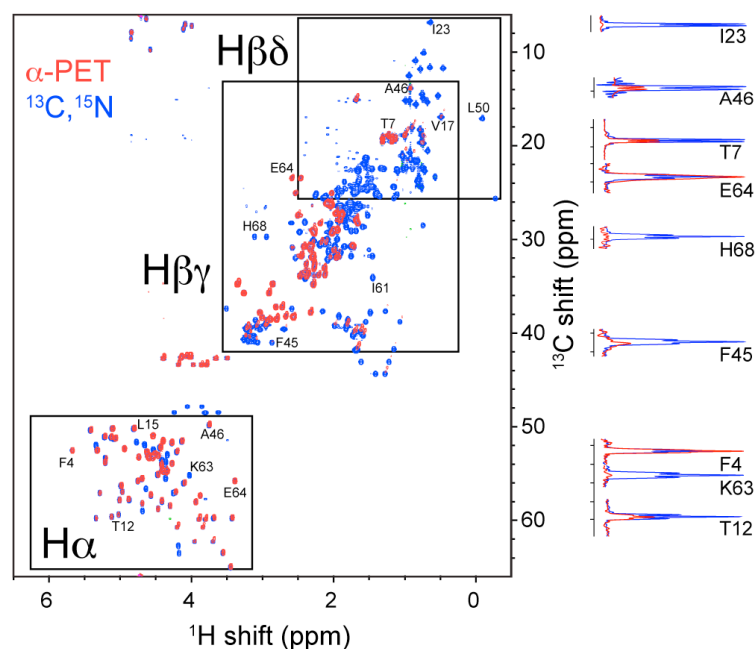 α-PET
¹³C, ¹⁵N
Hβδ
I23
A46
L50
T7
V17
E64
H68
Hβγ
I61
F45
L15
A46
F4
K63
E64
T12
Hα
10
20
30
40
50
60
¹³C shift (ppm)
6
4
2
0
¹H shift (ppm)
I23
A46
T7
E64
H68
F45
F4
K63
T12